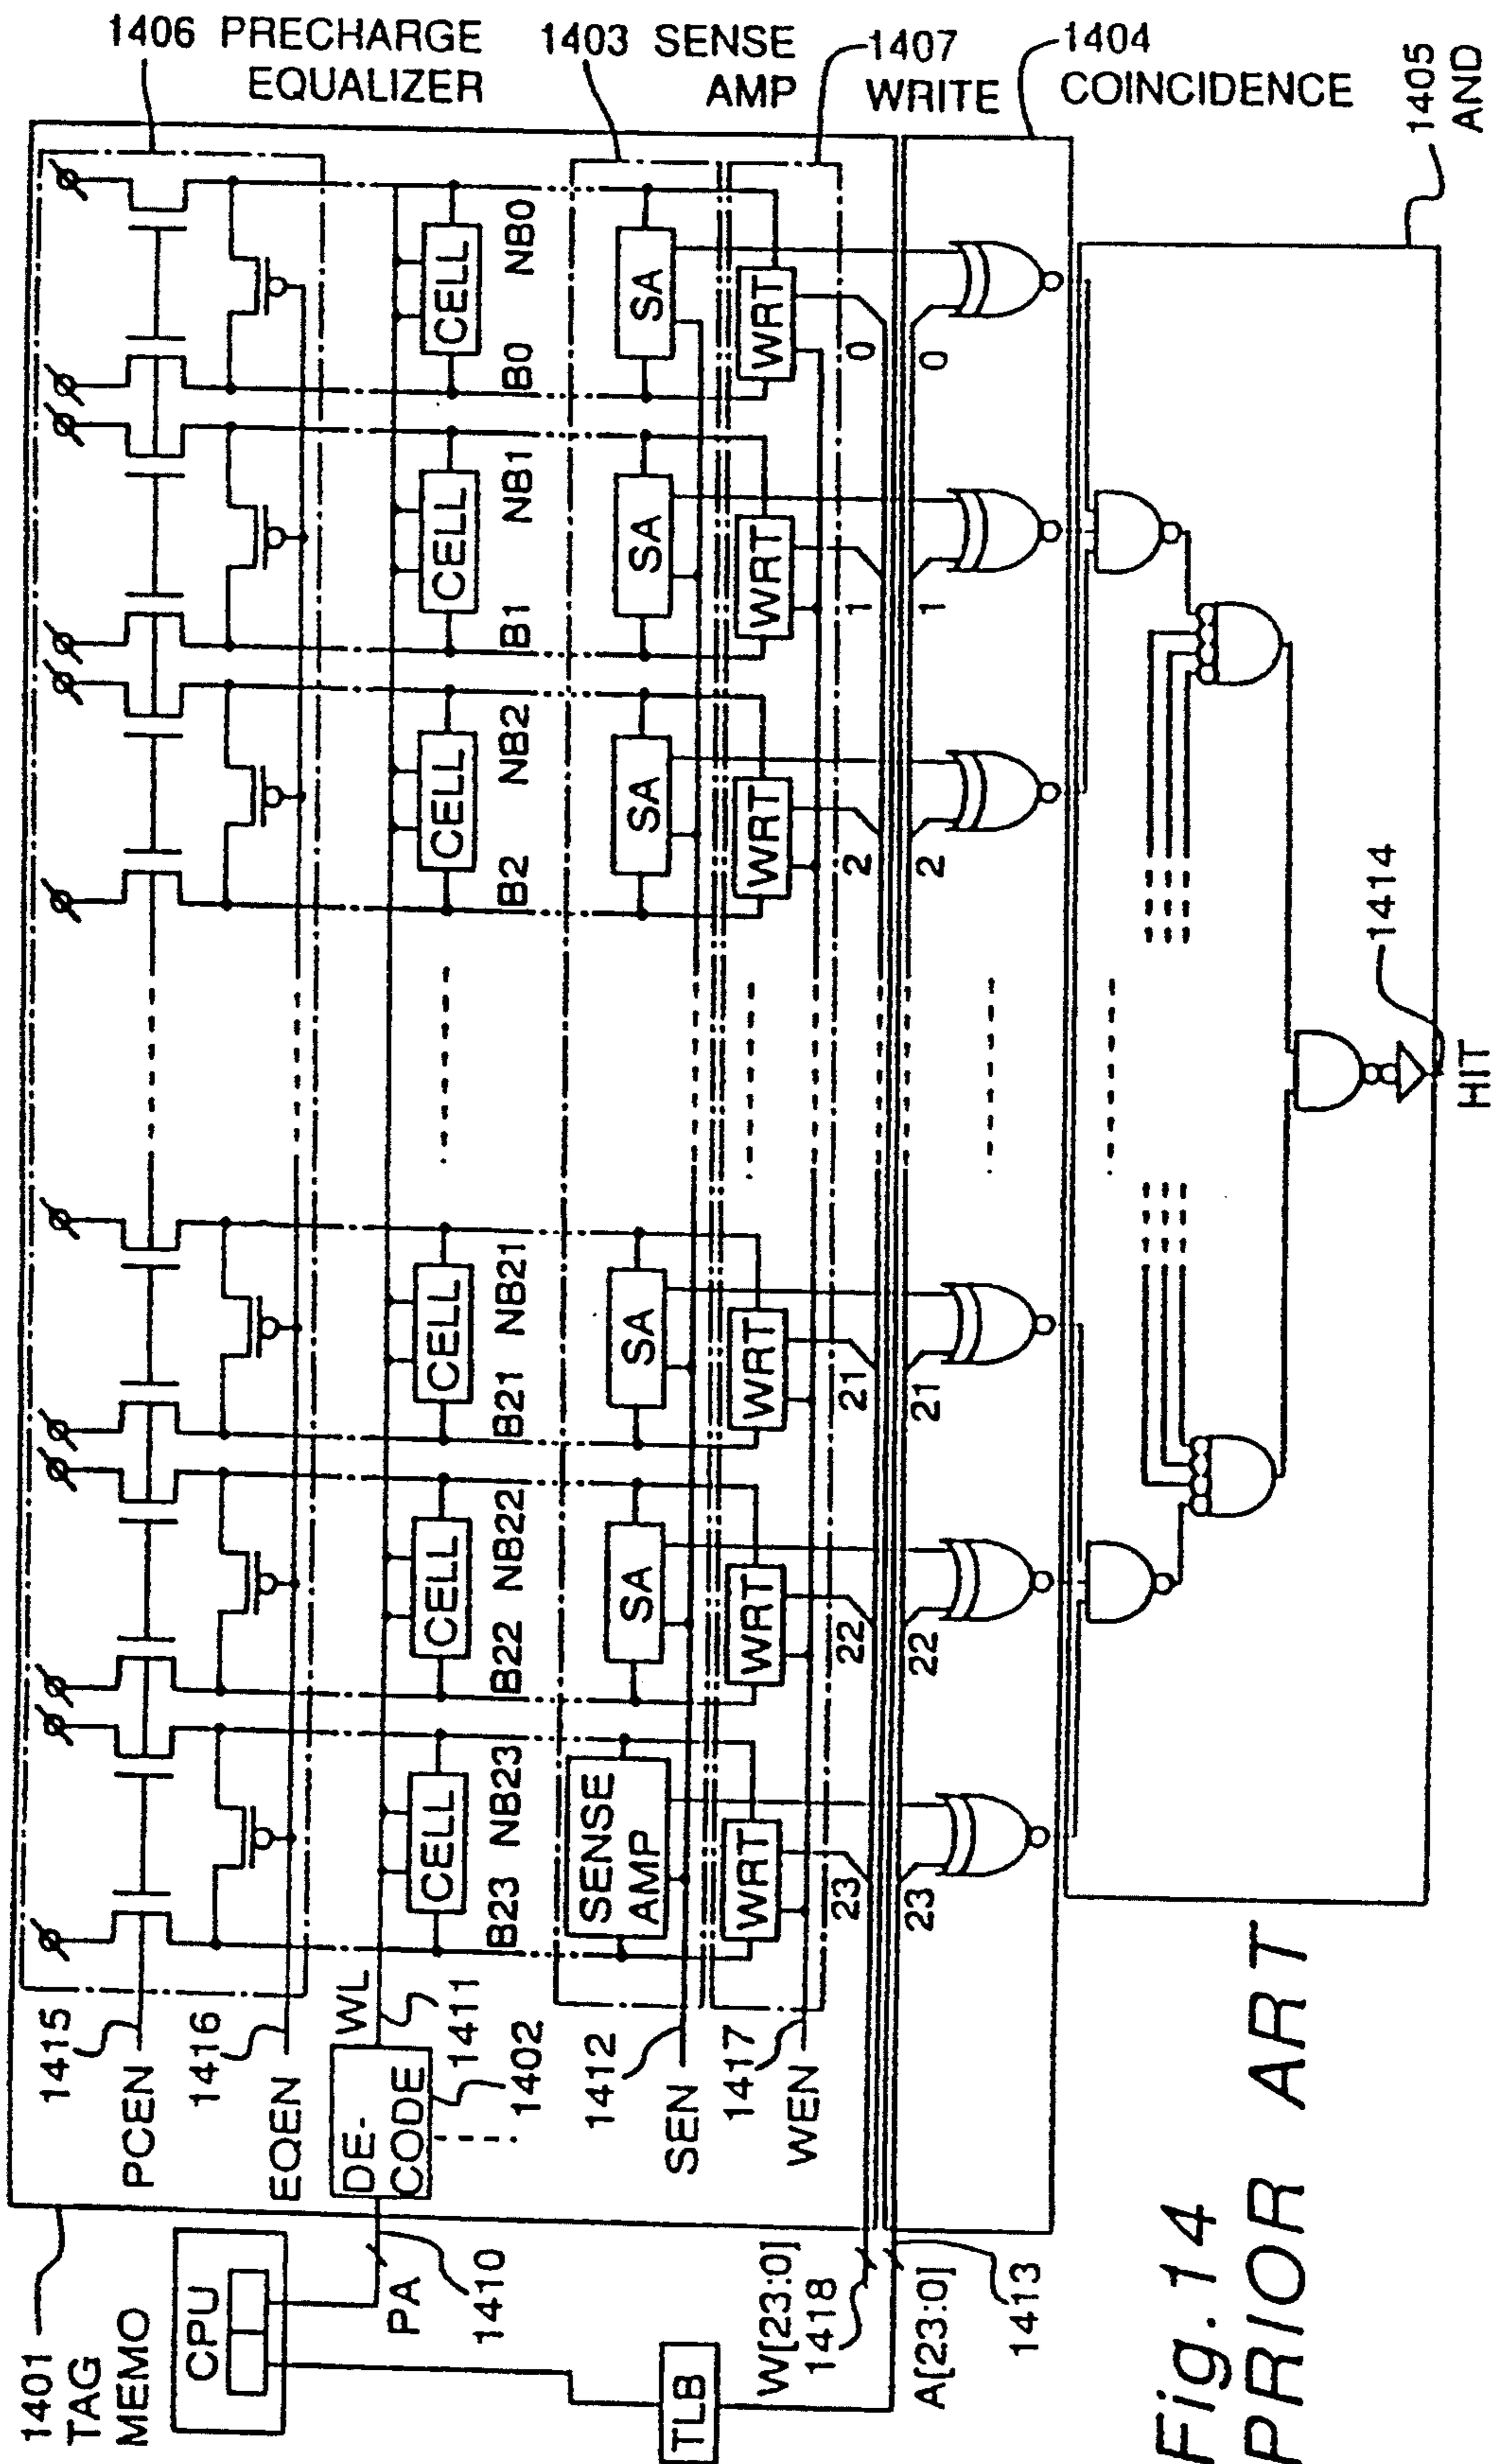 1406 PRECHARGE
EQUALIZER
1403 SENSE
AMP
1407
WRITE
1404
COINCIDENCE
1405
AND
1401
TAG
MEMO
CPU
PA
1410
TLB
W[23:0]
1418
A[23:0]
1413
1415
PCEN
1416
EQEN
DE-
CODE
WL
1411
1402
1412
SEN
1417
WEN
CELL
CELL
CELL
CELL
CELL
CELL
B23 NB23
B22 NB22
B21 NB21
B2 NB2
B1 NB1
B0 NB0
SENSE
AMP
SA
SA
SA
SA
SA
WRT
WRT
WRT
WRT
WRT
WRT
23
22
21
2
1
0
23
22
21
2
1
0
1414
HIT
Fig.14
PRIOR ART